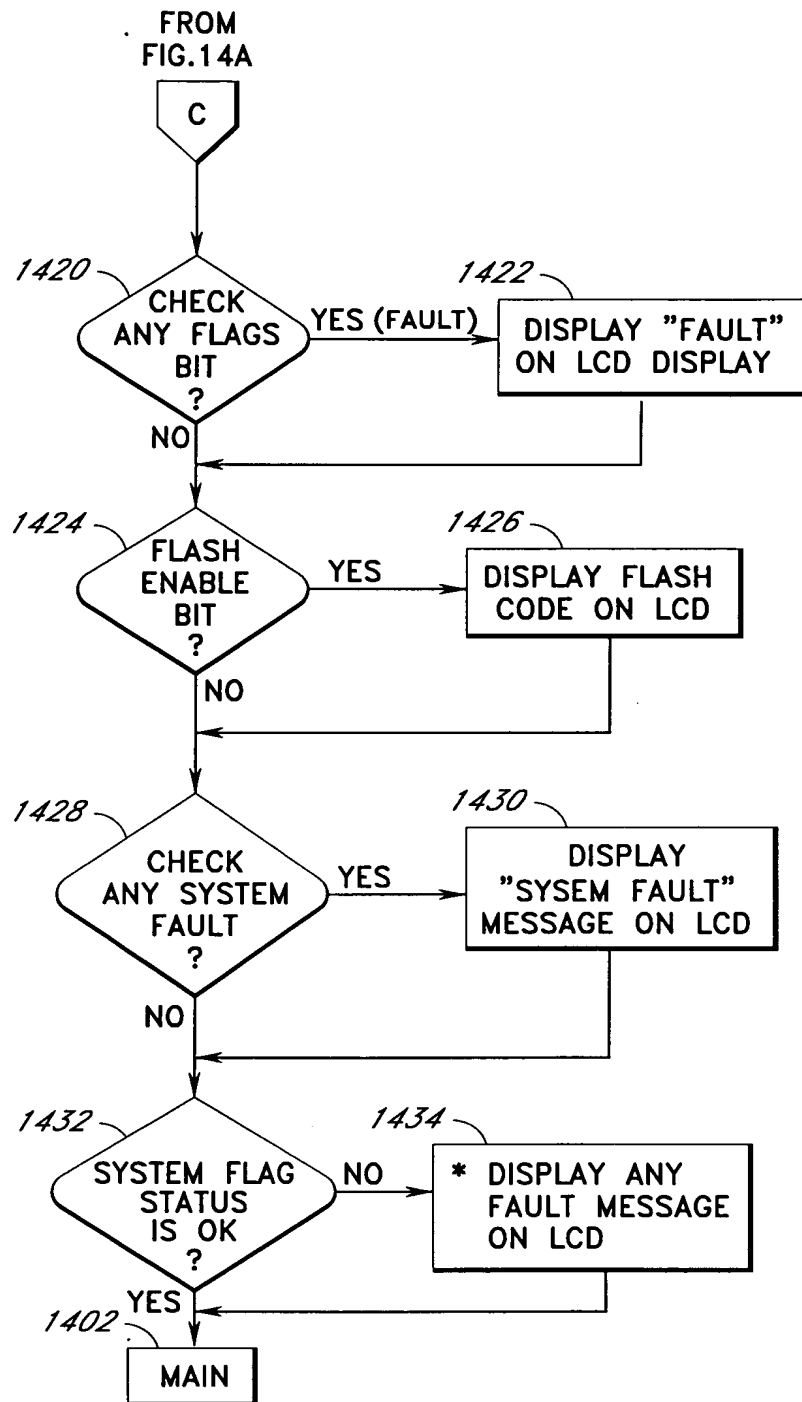 FROM
FIG.14A
C
1420
CHECK
ANY FLAGS
BIT
?
YES (FAULT)
1422
DISPLAY "FAULT"
ON LCD DISPLAY
NO
1424
FLASH
ENABLE
BIT
?
YES
1426
DISPLAY FLASH
CODE ON LCD
NO
1428
CHECK
ANY SYSTEM
FAULT
?
YES
1430
DISPLAY
"SYSEM FAULT"
MESSAGE ON LCD
NO
1432
SYSTEM FLAG
STATUS
IS OK
?
NO
1434
* DISPLAY ANY
FAULT MESSAGE
ON LCD
YES
1402
MAIN